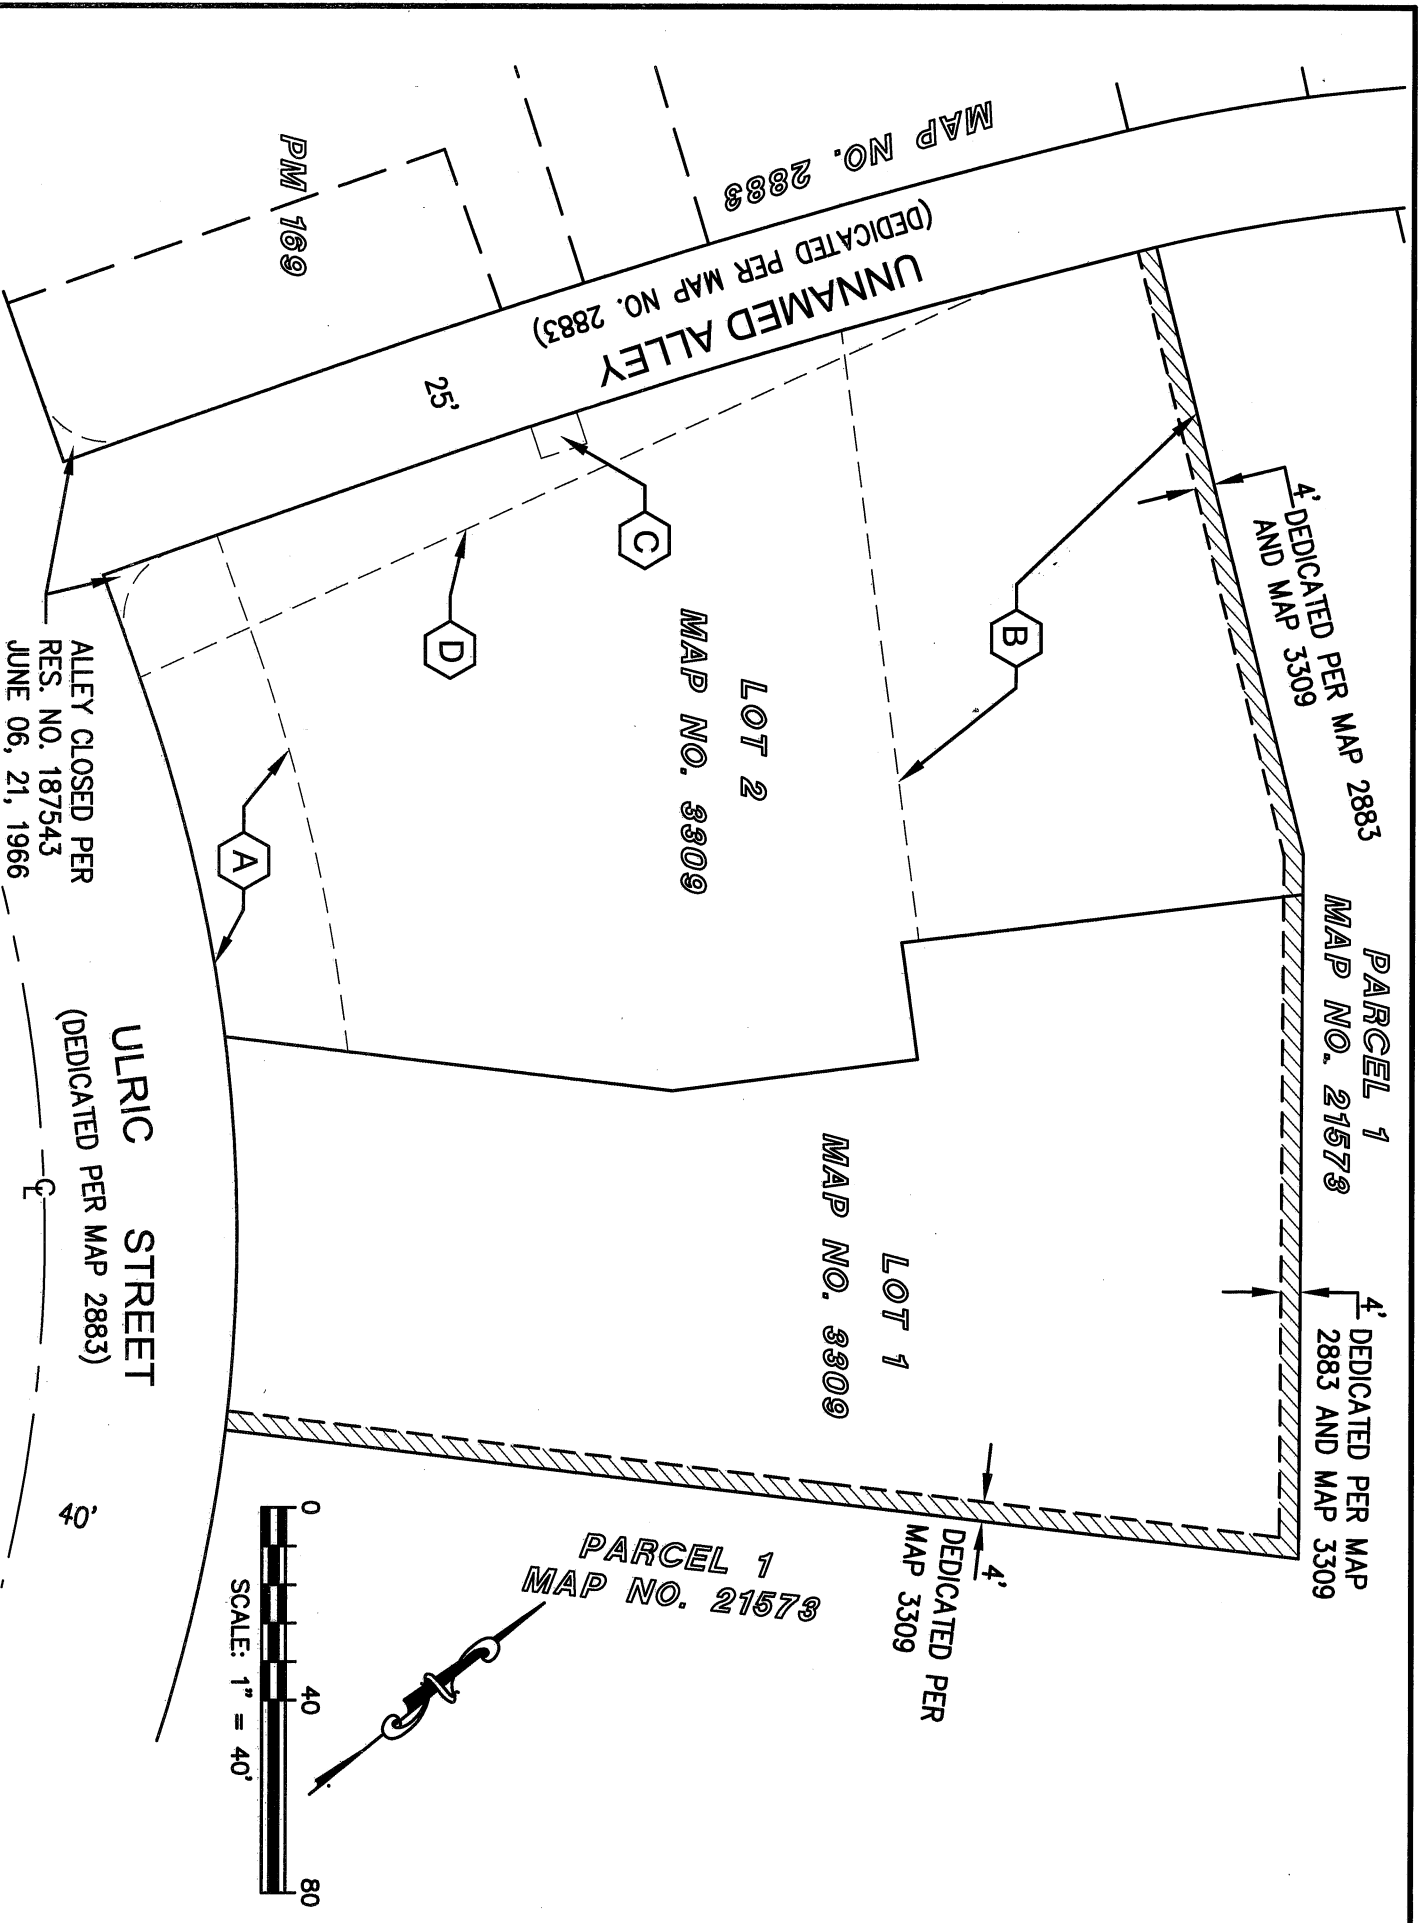 PARCEL 1
MAP NO. 21573
4' DEDICATED PER MAP 2883
AND MAP 3309
4' DEDICATED PER MAP
2883 AND MAP 3309
MAP NO. 2883
UNNAMED ALLEY
(DEDICATED PER MAP NO. 2883)
25'
PM 169
B
C
D
A
LOT 2
MAP NO. 3309
LOT 1
MAP NO. 3309
4'
DEDICATED PER
MAP 3309
PARCEL 1
MAP NO. 21573
ALLEY CLOSED PER
RES. NO. 187543
JUNE 06, 21, 1966
ULRIC STREET
(DEDICATED PER MAP 2883)
CL
40'
0 40 80
SCALE: 1" = 40'